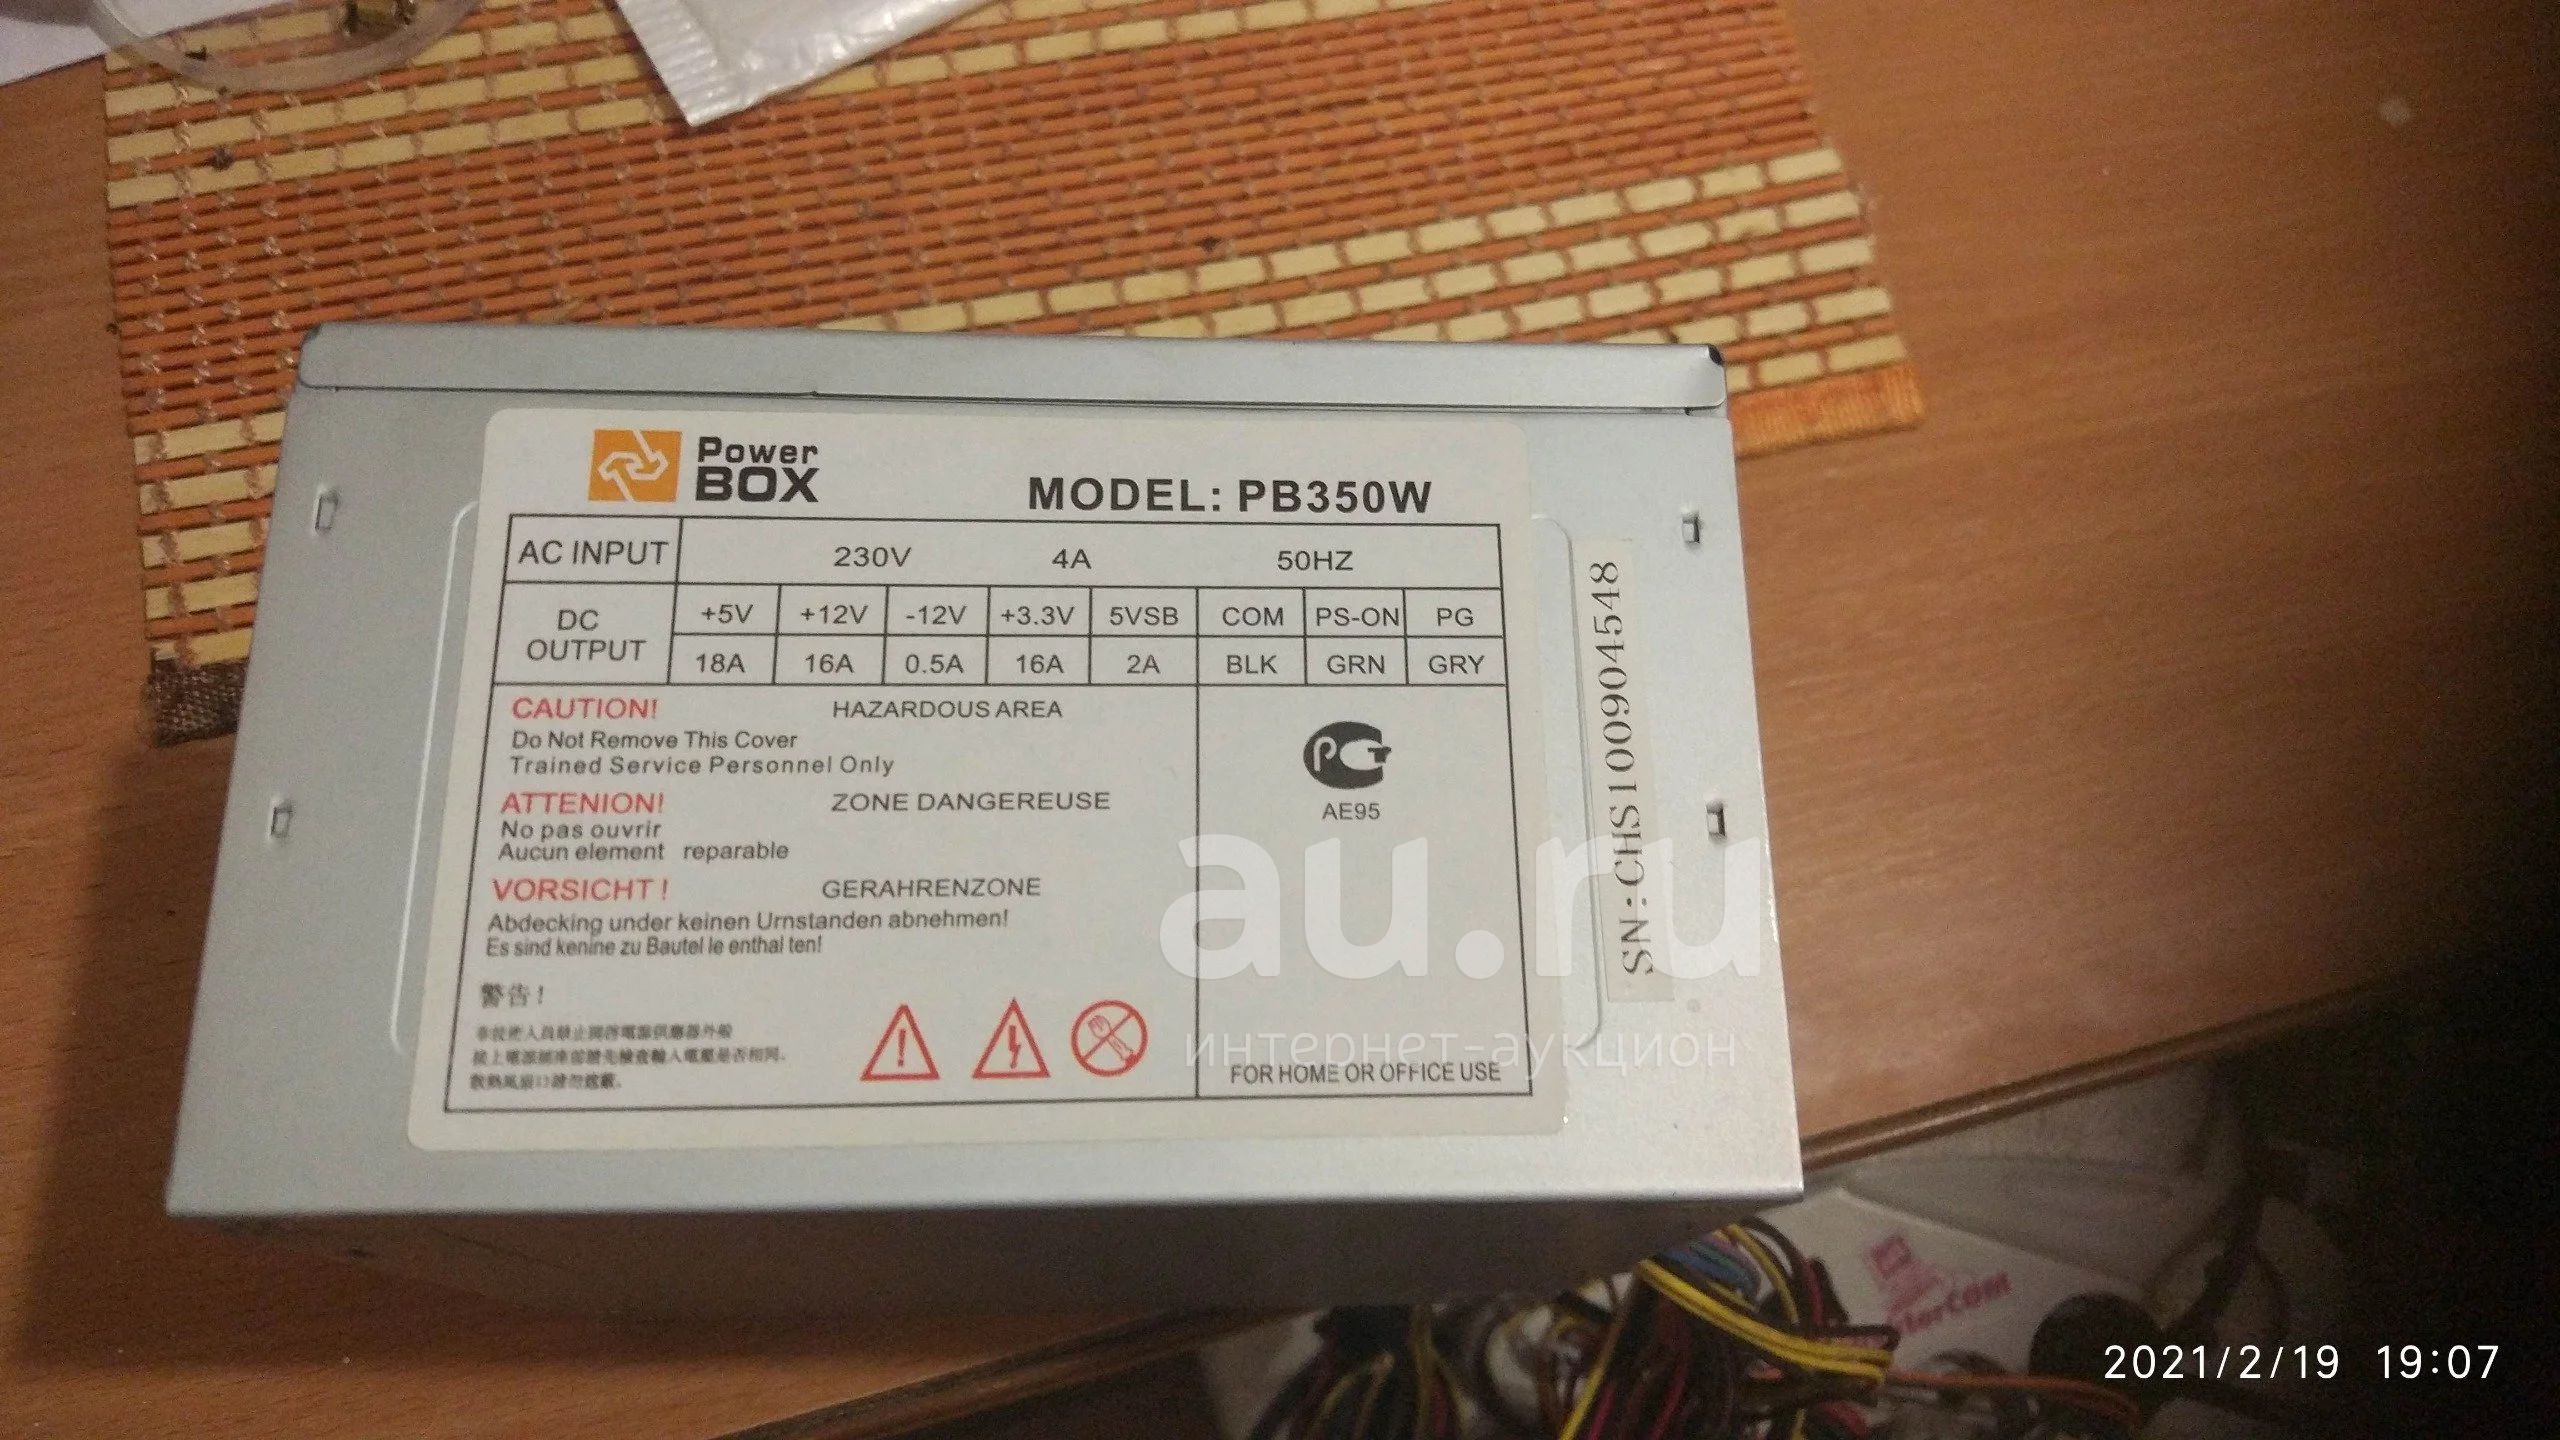 Power
BOX
MODEL: PB350W
AC INPUT 230V 4A 50HZ
DC OUTPUT +5V +12V -12V +3.3V 5VSB COM PS-ON PG
18A 16A 0.5A 16A 2A BLK GRN GRY
CAUTION! HAZARDOUS AREA
Do Not Remove This Cover
Trained Service Personnel Only
ATTENION! ZONE DANGEREUSE
No pas ouvrir
Aucun element reparable
VORSICHT! GERAHRENZONE
Abdecking under keinen Urnstanden abnehmen!
Es sind kenine zu Bautel le enthal ten!
警告!
PCT
AE95
FOR HOME OR OFFICE USE
SN:CHS100904548
au.ru
интернет-аукцион
2021/2/19 19:07